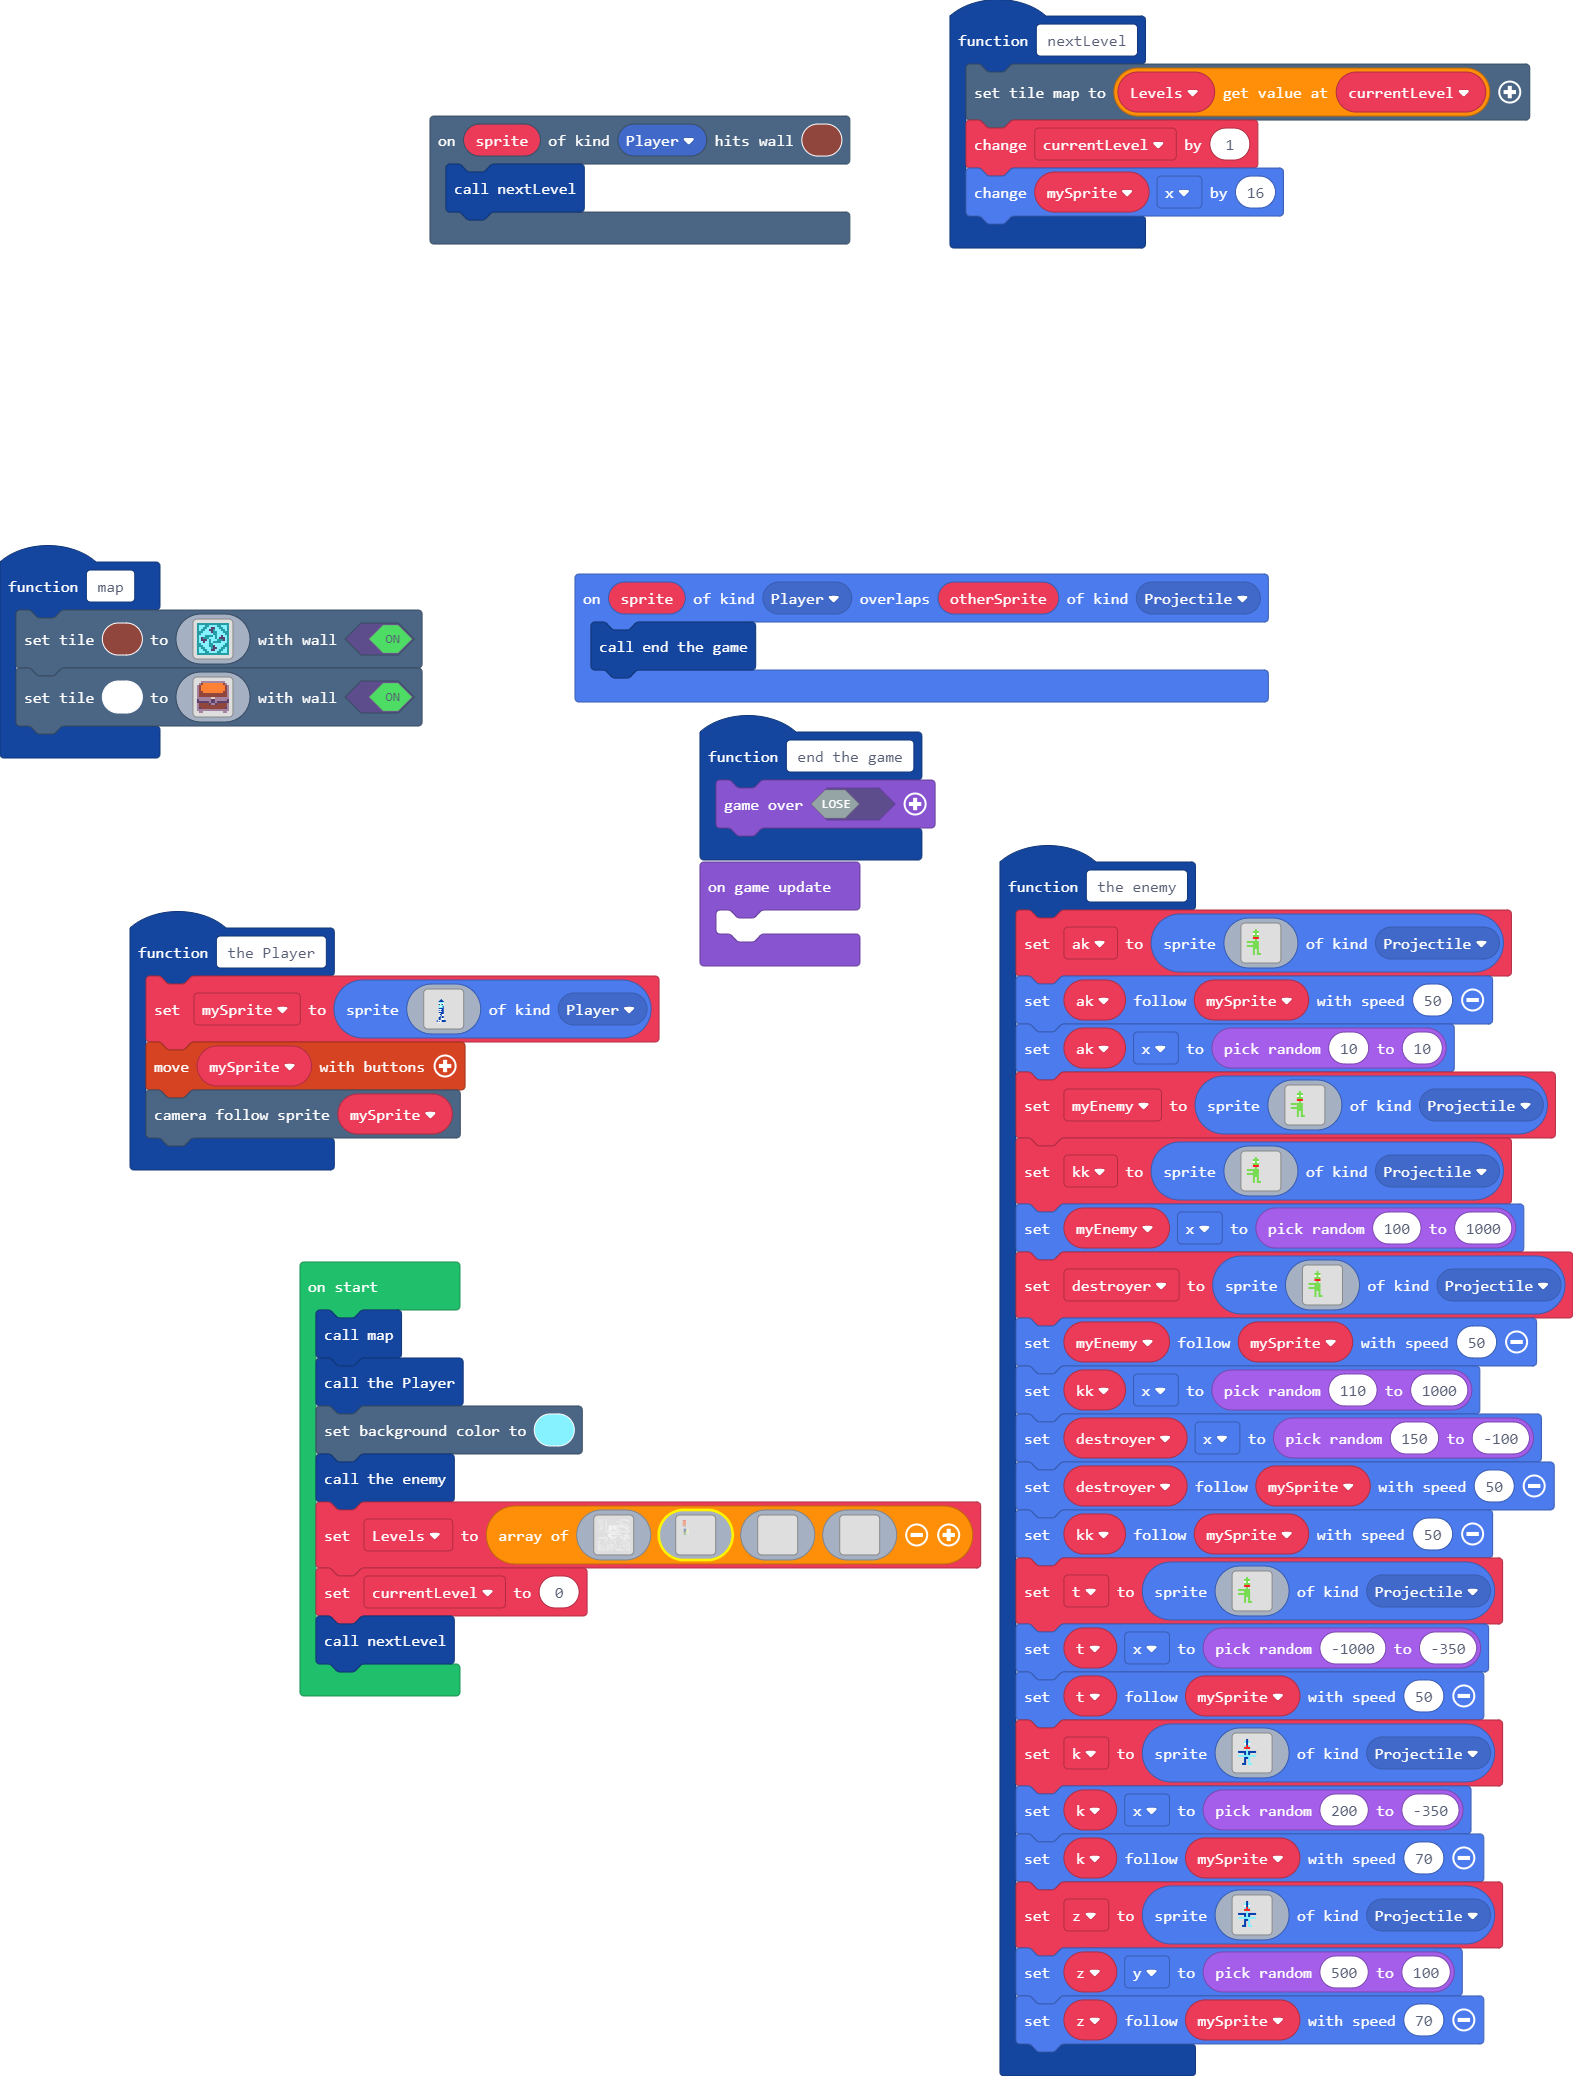 function nextLevel
set tile map to Levels get value at currentLevel
change currentLevel by 1
change mySprite x by 16
on sprite of kind Player hits wall
call nextLevel
function map
set tile to with wall ON
set tile to with wall ON
on sprite of kind Player overlaps otherSprite of kind Projectile
call end the game
function end the game
game over LOSE
on game update
function the Player
set mySprite to sprite of kind Player
move mySprite with buttons
camera follow sprite mySprite
on start
call map
call the Player
set background color to
call the enemy
set Levels to array of
set currentLevel to 0
call nextLevel
function the enemy
set ak to sprite of kind Projectile
set ak follow mySprite with speed 50
set ak x to pick random 10 to 10
set myEnemy to sprite of kind Projectile
set kk to sprite of kind Projectile
set myEnemy x to pick random 100 to 1000
set destroyer to sprite of kind Projectile
set myEnemy follow mySprite with speed 50
set kk x to pick random 110 to 1000
set destroyer x to pick random 150 to -100
set destroyer follow mySprite with speed 50
set kk follow mySprite with speed 50
set t to sprite of kind Projectile
set t x to pick random -1000 to -350
set t follow mySprite with speed 50
set k to sprite of kind Projectile
set k x to pick random 200 to -350
set k follow mySprite with speed 70
set z to sprite of kind Projectile
set z y to pick random 500 to 100
set z follow mySprite with speed 70